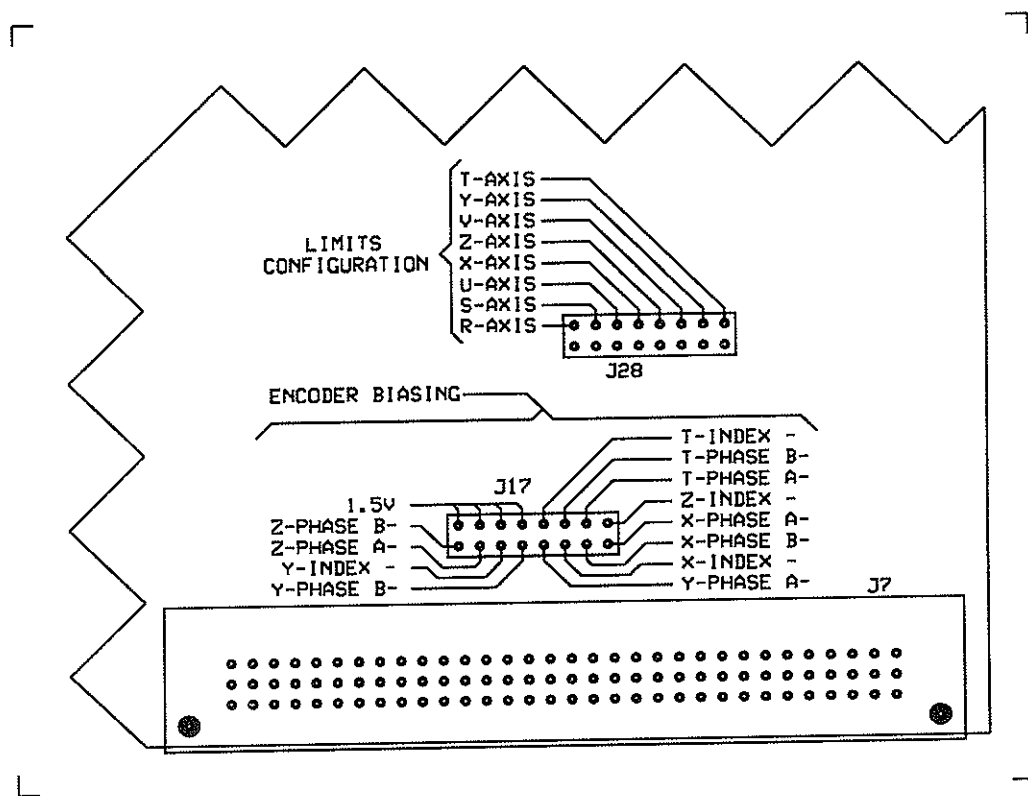 T-AXIS
Y-AXIS
V-AXIS
Z-AXIS
X-AXIS
U-AXIS
S-AXIS
R-AXIS
LIMITS
CONFIGURATION
J28
ENCODER BIASING
T-INDEX -
T-PHASE B-
T-PHASE A-
Z-INDEX -
X-PHASE A-
X-PHASE B-
X-INDEX -
Y-PHASE A-
J17
1.5V
Z-PHASE B-
Z-PHASE A-
Y-INDEX -
Y-PHASE B-
J7